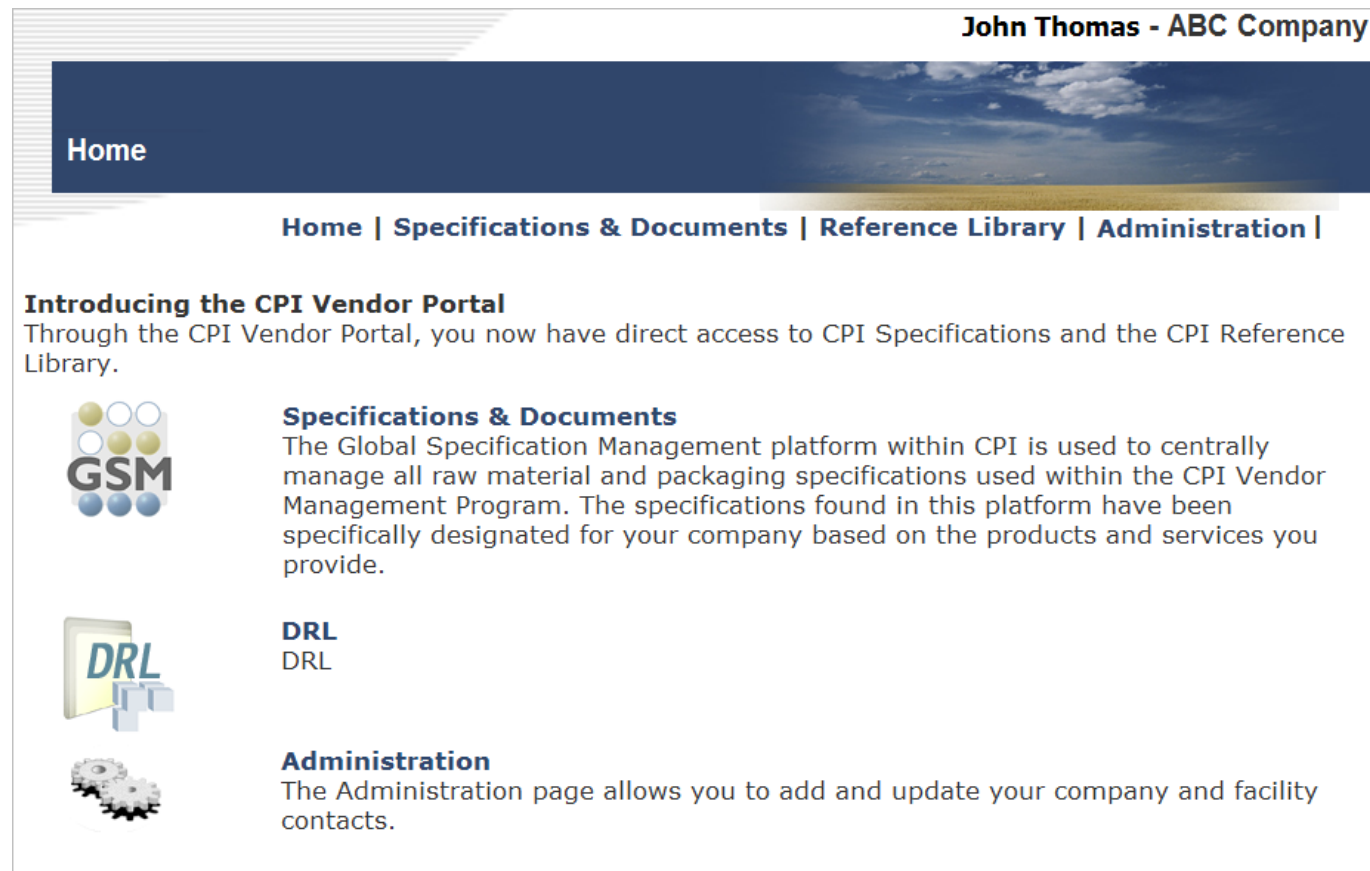 John Thomas - ABC Company
Home
Home | Specifications & Documents | Reference Library | Administration |
Introducing the CPI Vendor Portal
Through the CPI Vendor Portal, you now have direct access to CPI Specifications and the CPI Reference
Library.
GSM
Specifications & Documents
The Global Specification Management platform within CPI is used to centrally
manage all raw material and packaging specifications used within the CPI Vendor
Management Program. The specifications found in this platform have been
specifically designated for your company based on the products and services you
provide.
DRL
DRL
DRL
Administration
The Administration page allows you to add and update your company and facility
contacts.